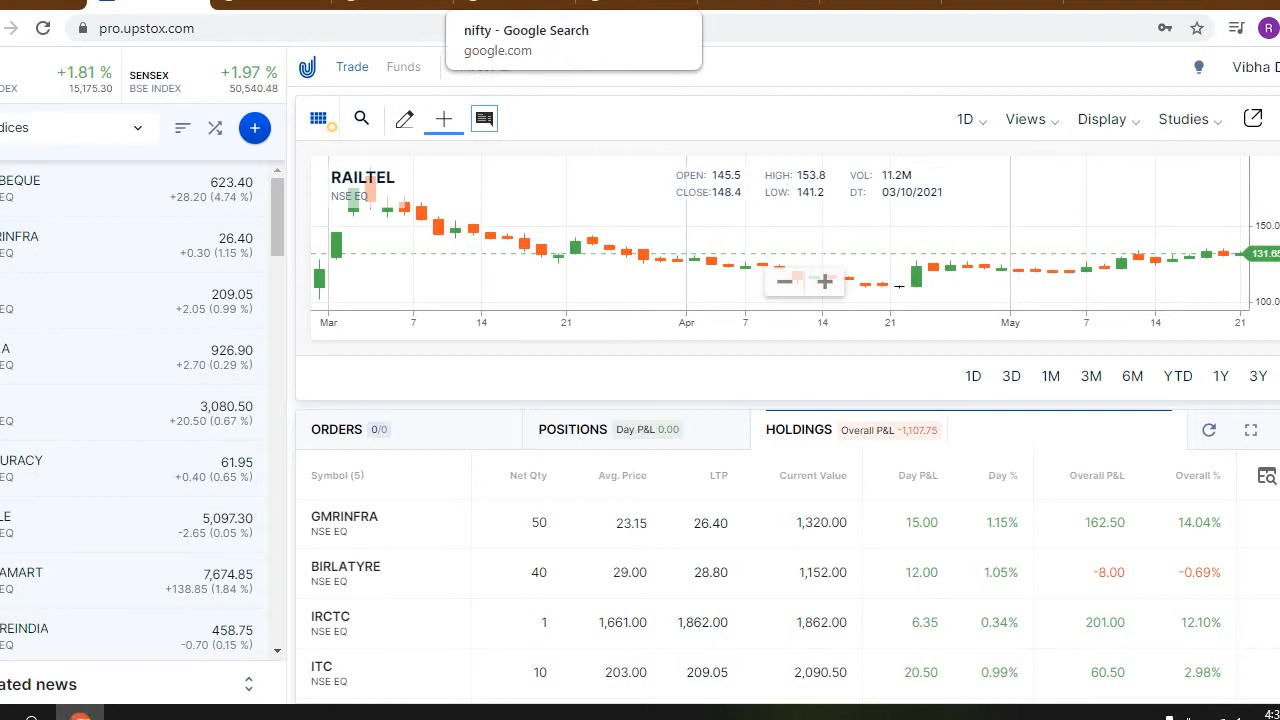 nifty - Google Search
google.com
pro.upstox.com
R
+1.81 %
DEX 15,175.30
SENSEX +1.97 %
BSE INDEX 50,540.48
Trade Funds
Vibha D
dices
1D Views Display Studies
BEQUE 623.40
EQ +28.20 (4.74 %)
RINFRA 26.40
EQ +0.30 (1.15 %)
209.05
EQ +2.05 (0.99 %)
A 926.90
EQ +2.70 (0.29 %)
3,080.50
EQ +20.50 (0.67 %)
URACY 61.95
EQ +0.40 (0.65 %)
LE 5,097.30
EQ -2.65 (0.05 %)
AMART 7,674.85
EQ +138.85 (1.84 %)
REINDIA 458.75
EQ -0.70 (0.15 %)
ated news
RAILTEL
NSE EQ
OPEN: 145.5 HIGH: 153.8 VOL: 11.2M
CLOSE: 148.4 LOW: 141.2 DT: 03/10/2021
150.0
131.65
100.0
Mar 7 14 21 Apr 7 14 21 May 7 14 21
1D 3D 1M 3M 6M YTD 1Y 3Y
ORDERS 0/0 POSITIONS Day P&L 0.00 HOLDINGS Overall P&L -1,107.75
Symbol (5) Net Qty Avg. Price LTP Current Value Day P&L Day % Overall P&L Overall %
GMRINFRA 50 23.15 26.40 1,320.00 15.00 1.15% 162.50 14.04%
NSE EQ
BIRLATYRE 40 29.00 28.80 1,152.00 12.00 1.05% -8.00 -0.69%
NSE EQ
IRCTC 1 1,661.00 1,862.00 1,862.00 6.35 0.34% 201.00 12.10%
NSE EQ
ITC 10 203.00 209.05 2,090.50 20.50 0.99% 60.50 2.98%
NSE EQ